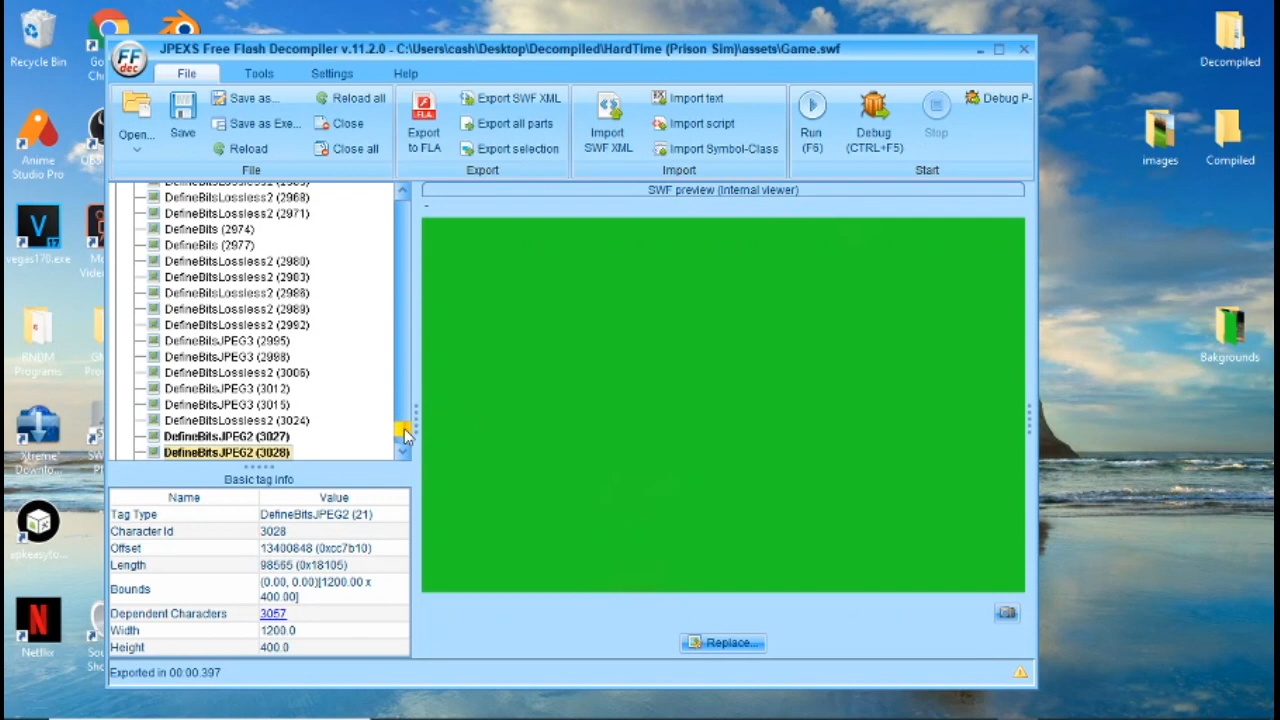 JPEXS Free Flash Decompiler v.11.2.0 - C:\Users\cash\Desktop\Decompiled\HardTime (Prison Sim)\assets\Game.swf
FF
dec
File
Tools
Settings
Help
Open...
Save
Save as...
Save as Exe...
Reload
Reload all
Close
Close all
File
Export
to FLA
Export SWF XML
Export all parts
Export selection
Export
Import
SWF XML
Import text
Import script
Import Symbol-Class
Import
Run
(F6)
Debug
(CTRL+F5)
Stop
Debug P-
Start
DefineBitsLossless2 (2968)
DefineBitsLossless2 (2971)
DefineBits (2974)
DefineBits (2977)
DefineBitsLossless2 (2980)
DefineBitsLossless2 (2983)
DefineBitsLossless2 (2986)
DefineBitsLossless2 (2989)
DefineBitsLossless2 (2992)
DefineBitsJPEG3 (2995)
DefineBitsJPEG3 (2998)
DefineBitsLossless2 (3006)
DefineBitsJPEG3 (3012)
DefineBitsJPEG3 (3015)
DefineBitsLossless2 (3024)
DefineBitsJPEG2 (3027)
DefineBitsJPEG2 (3028)
Basic tag info
Name Value
Tag Type DefineBitsJPEG2 (21)
Character Id 3028
Offset 13400848 (0xcc7b10)
Length 98565 (0x18105)
Bounds (0.00, 0.00)[1200.00 x
400.00]
Dependent Characters 3057
Width 1200.0
Height 400.0
Exported in 00:00.397
SWF preview (Internal viewer)
-
Replace...
Recycle Bin
Anime
Studio Pro
vegas170.exe
17
RNDM
Programs
Xtreme
Downlo...
apkeasyto...
Netflix
Decompiled
images
Compiled
Bakgrounds